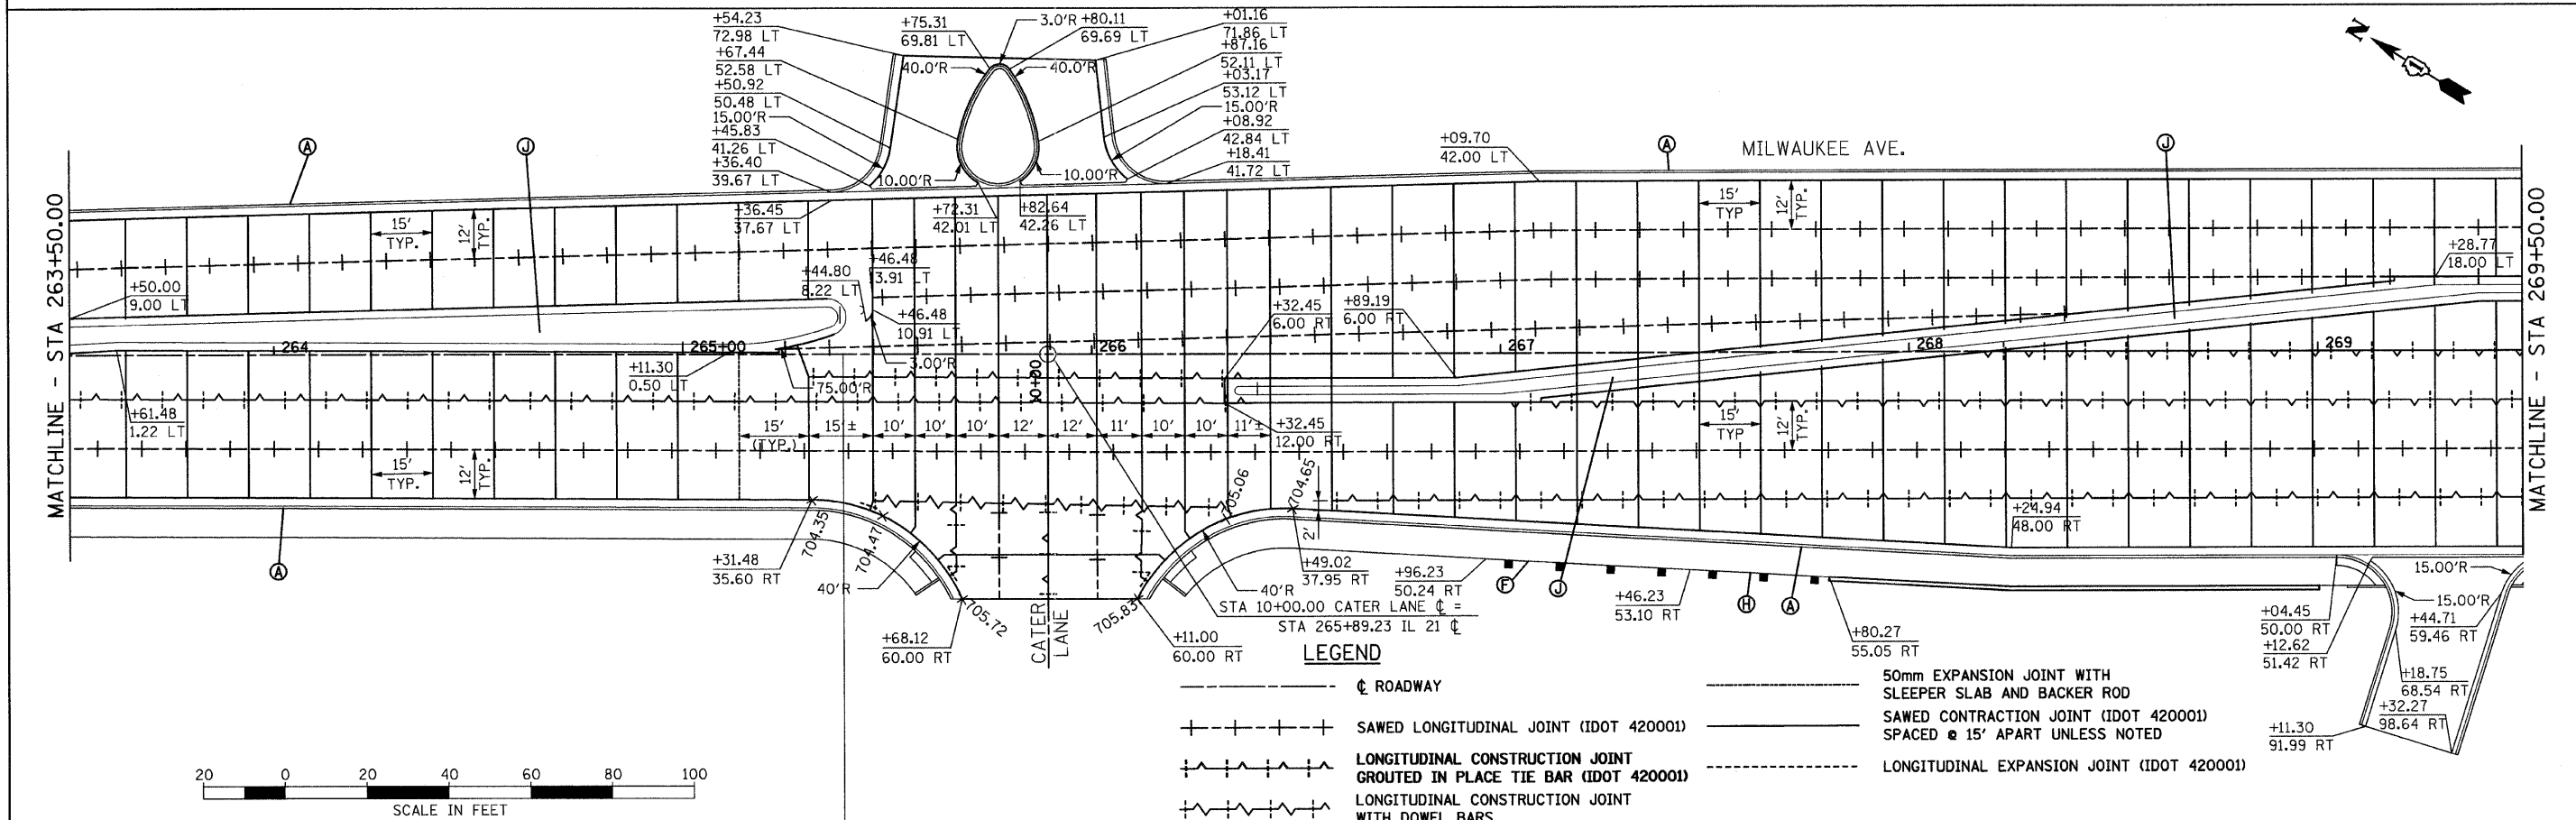 +54.23
72.98 LT
+67.44
52.58 LT
+50.92
50.48 LT
15.00'R
+45.83
41.26 LT
+36.40
39.67 LT
+75.31
69.81 LT
3.0'R
+80.11
69.69 LT
40.0'R
40.0'R
10.00'R
10.00'R
+01.16
71.86 LT
+87.16
52.11 LT
+03.17
53.12 LT
15.00'R
+08.92
42.84 LT
+18.41
41.72 LT
N
+09.70
42.00 LT
MILWAUKEE AVE.
A
J
A
J
MATCHLINE - STA 263+50.00
MATCHLINE - STA 269+50.00
+36.45
37.67 LT
+72.31
42.01 LT
+82.64
42.26 LT
15'
TYP.
12'
TYP.
15'
TYP
12'
TYP.
+50.00
9.00 LT
+44.80
8.22 LT
+46.48
3.91 LT
+46.48
10.91 LT
3.00'R
+32.45
6.00 RT
+89.19
6.00 RT
+28.77
18.00 LT
264
265+00
266
267
268
269
+11.30
0.50 LT
75.00'R
10+00
+61.48
1.22 LT
15'
(TYP.)
15'±
10'
10'
10'
12'
12'
11'
10'
10'
11'±
+32.45
12.00 RT
15'
TYP
12'
TYP.
15'
TYP.
12'
TYP.
704.35
704.47
705.06
704.65
2'
+24.94
48.00 RT
+31.48
35.60 RT
40'R
705.72
705.83
40'R
+49.02
37.95 RT
+96.23
50.24 RT
A
F
J
H
A
+46.23
53.10 RT
STA 10+00.00 CATER LANE ℄ =
STA 265+89.23 IL 21 ℄
+68.12
60.00 RT
CATER
LANE
+11.00
60.00 RT
+80.27
55.05 RT
15.00'R
15.00'R
+04.45
50.00 RT
+12.62
51.42 RT
+44.71
59.46 RT
+18.75
68.54 RT
+32.27
98.64 RT
+11.30
91.99 RT
LEGEND
℄ ROADWAY
SAWED LONGITUDINAL JOINT (IDOT 420001)
LONGITUDINAL CONSTRUCTION JOINT
GROUTED IN PLACE TIE BAR (IDOT 420001)
LONGITUDINAL CONSTRUCTION JOINT
WITH DOWEL BARS
50mm EXPANSION JOINT WITH
SLEEPER SLAB AND BACKER ROD
SAWED CONTRACTION JOINT (IDOT 420001)
SPACED @ 15' APART UNLESS NOTED
LONGITUDINAL EXPANSION JOINT (IDOT 420001)
20 0 20 40 60 80 100
SCALE IN FEET